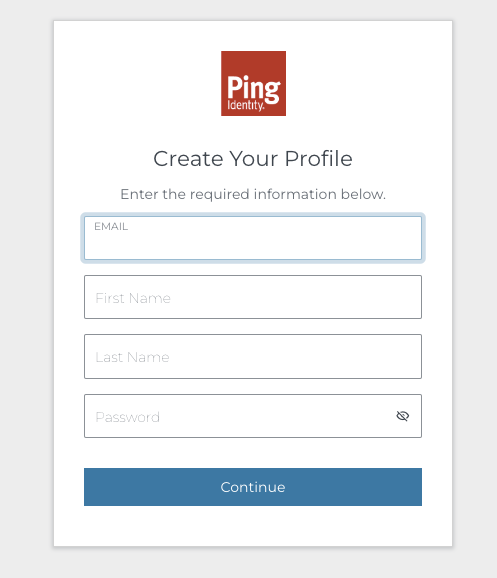 Ping
Identity.
Create Your Profile
Enter the required information below.
EMAIL
First Name
Last Name
Password
Continue